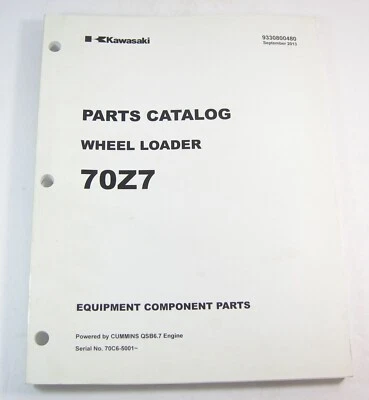 Kawasaki
9330800480
September 2013
PARTS CATALOG
WHEEL LOADER
70Z7
EQUIPMENT COMPONENT PARTS
Powered by CUMMINS QSB6.7 Engine
Serial No. 70C6-5001~